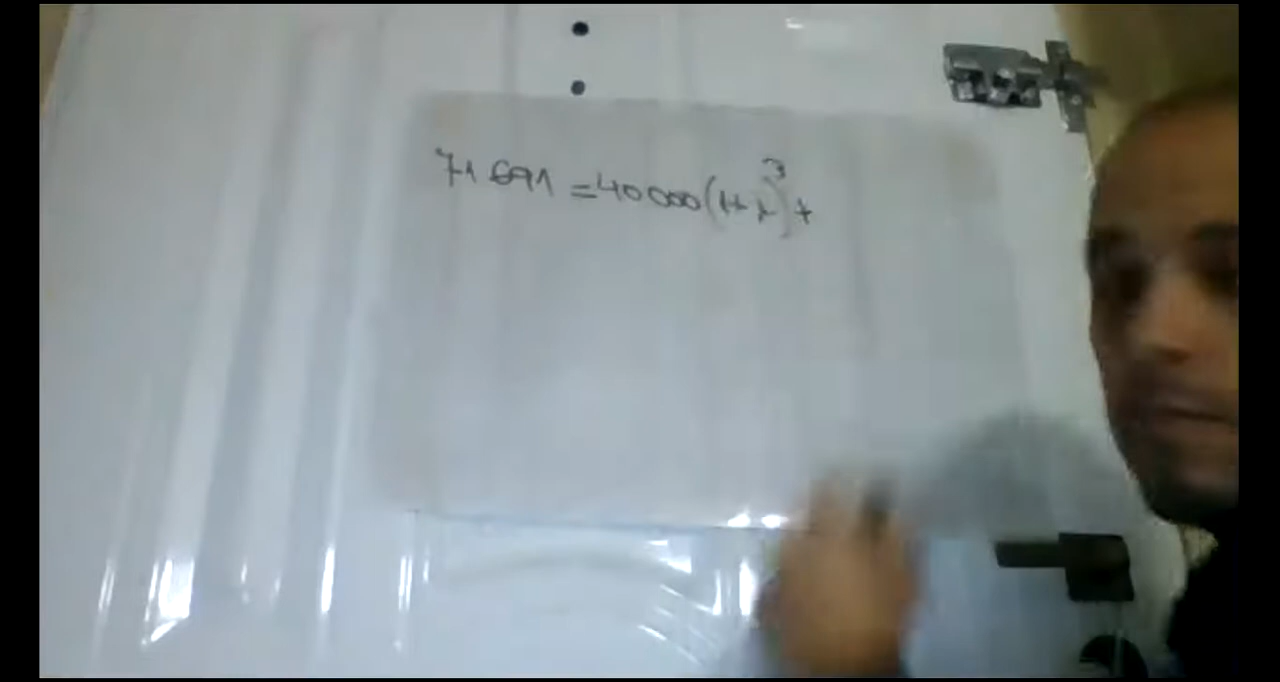 71 691 = 40 000 (1+x)^3 +